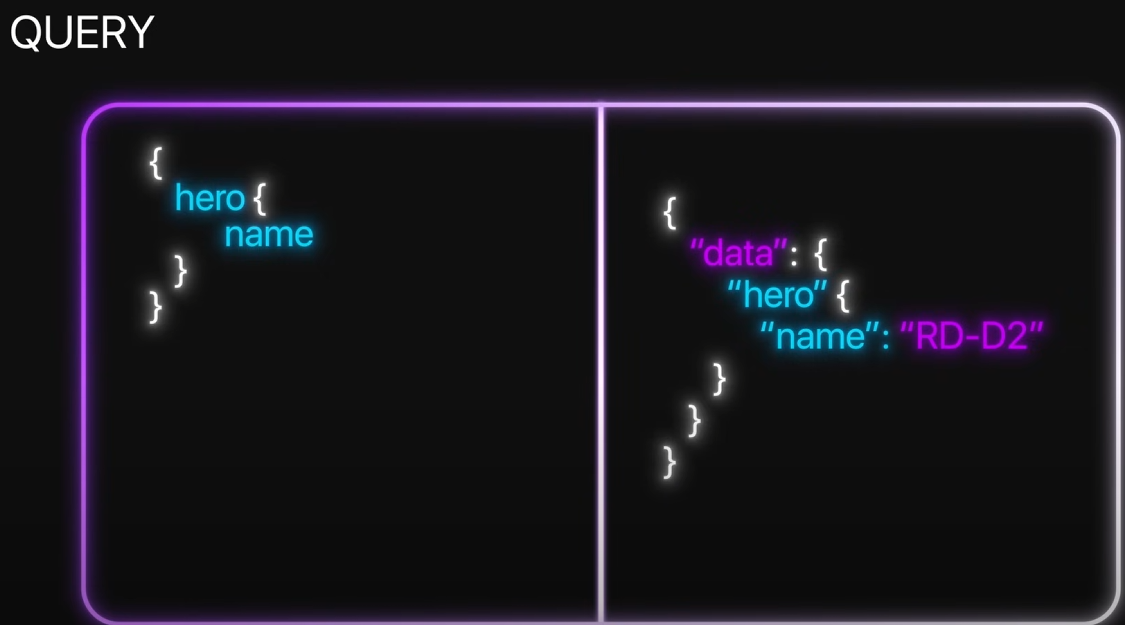 QUERY
{
hero {
name
}
}
{
“data”: {
“hero” {
“name”: “RD-D2”
}
}
}